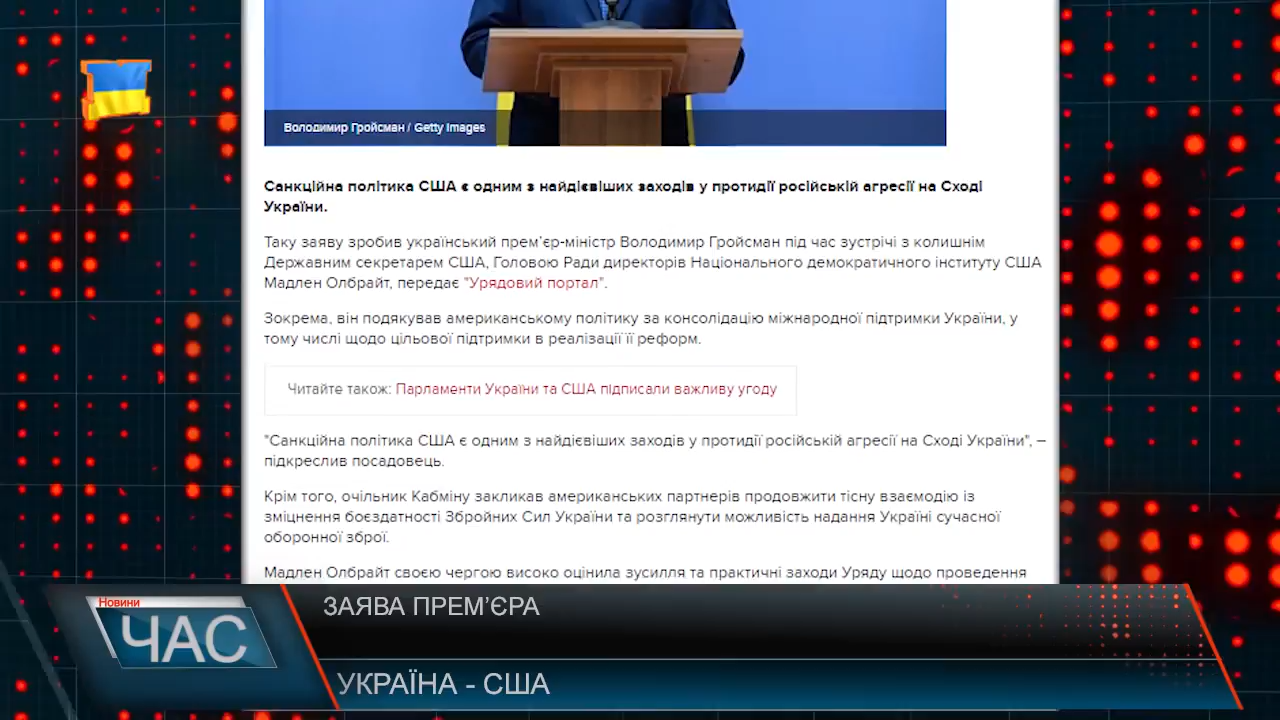 Володимир Гройсман / Getty Images
Санкційна політика США є одним з найдієвіших заходів у протидії російській агресії на Сході
України.
Таку заяву зробив український прем'єр-міністр Володимир Гройсман під час зустрічі з колишнім
Державним секретарем США, Головою Ради директорів Національного демократичного інституту США
Мадлен Олбрайт, передає "Урядовий портал".
Зокрема, він подякував американському політику за консолідацію міжнародної підтримки України, у
тому числі щодо цільової підтримки в реалізації її реформ.
Читайте також: Парламенти України та США підписали важливу угоду
"Санкційна політика США є одним з найдієвіших заходів у протидії російській агресії на Сході України", –
підкреслив посадовець.
Крім того, очільник Кабміну закликав американських партнерів продовжити тісну взаємодію із
зміцнення боєздатності Збройних Сил України та розглянути можливість надання Україні сучасної
оборонної зброї.
Мадлен Олбрайт своєю чергою високо оцінила зусилля та практичні заходи Уряду щодо проведення
Новини
ЧАС
ЗАЯВА ПРЕМ’ЄРА
УКРАЇНА - США